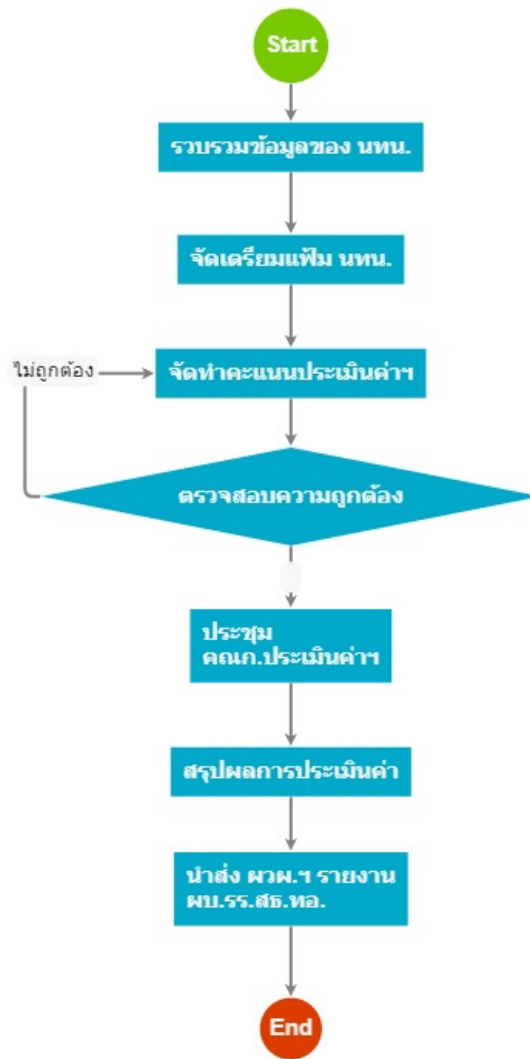 Start
รวบรวมข้อมูลของ นทน.
จัดเตรียมแฟ้ม นทน.
ไม่ถูกต้อง
จัดทำคะแนนประเมินค่าฯ
ตรวจสอบความถูกต้อง
ประชุม
คณก.ประเมินค่าฯ
สรุปผลการประเมินค่า
นำส่ง ผวผ.ฯ รายงาน
ผบ.รร.สธ.ทอ.
End